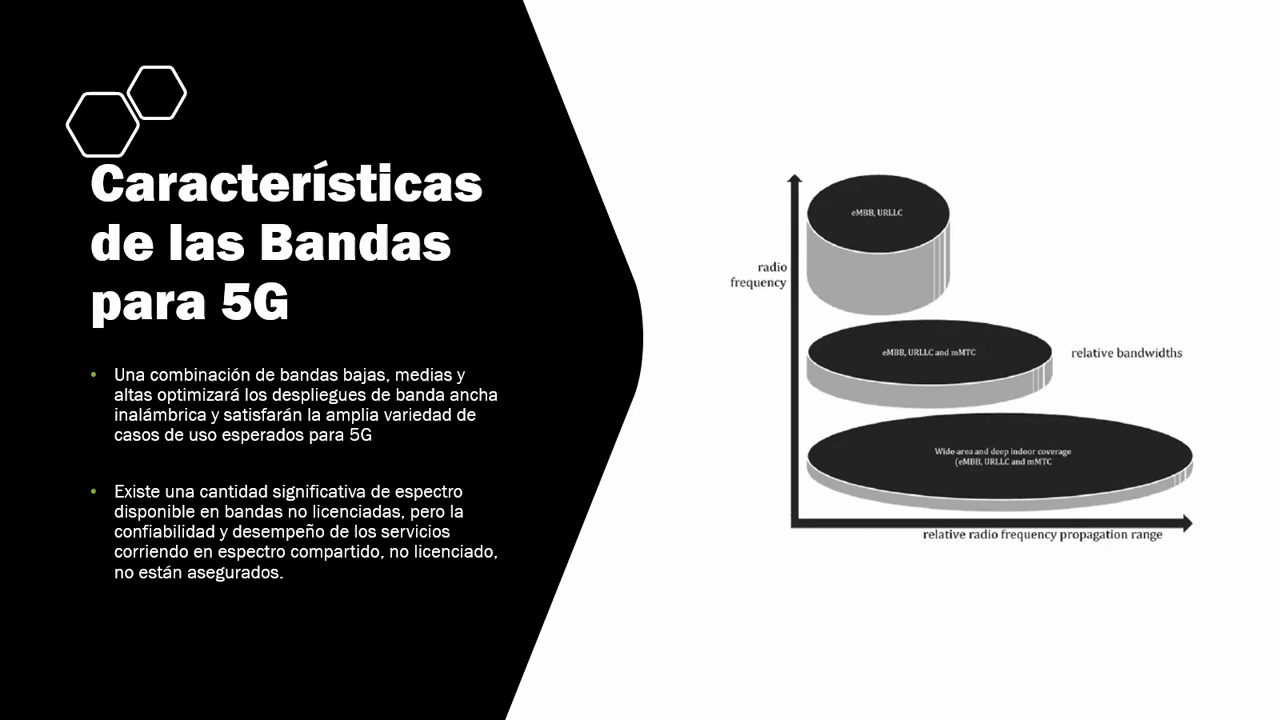 Características
de las Bandas
para 5G
• Una combinación de bandas bajas, medias y
altas optimizará los despliegues de banda ancha
inalámbrica y satisfarán la amplia variedad de
casos de uso esperados para 5G
• Existe una cantidad significativa de espectro
disponible en bandas no licenciadas, pero la
confiabilidad y desempeño de los servicios
corriendo en espectro compartido, no licenciado,
no están asegurados.
radio
frequency
eMBB, URLLC
eMBB, URLLC and mMTC
relative bandwidths
Wide-area and deep indoor coverage
(eMBB, URLLC and mMTC
relative radio frequency propagation range